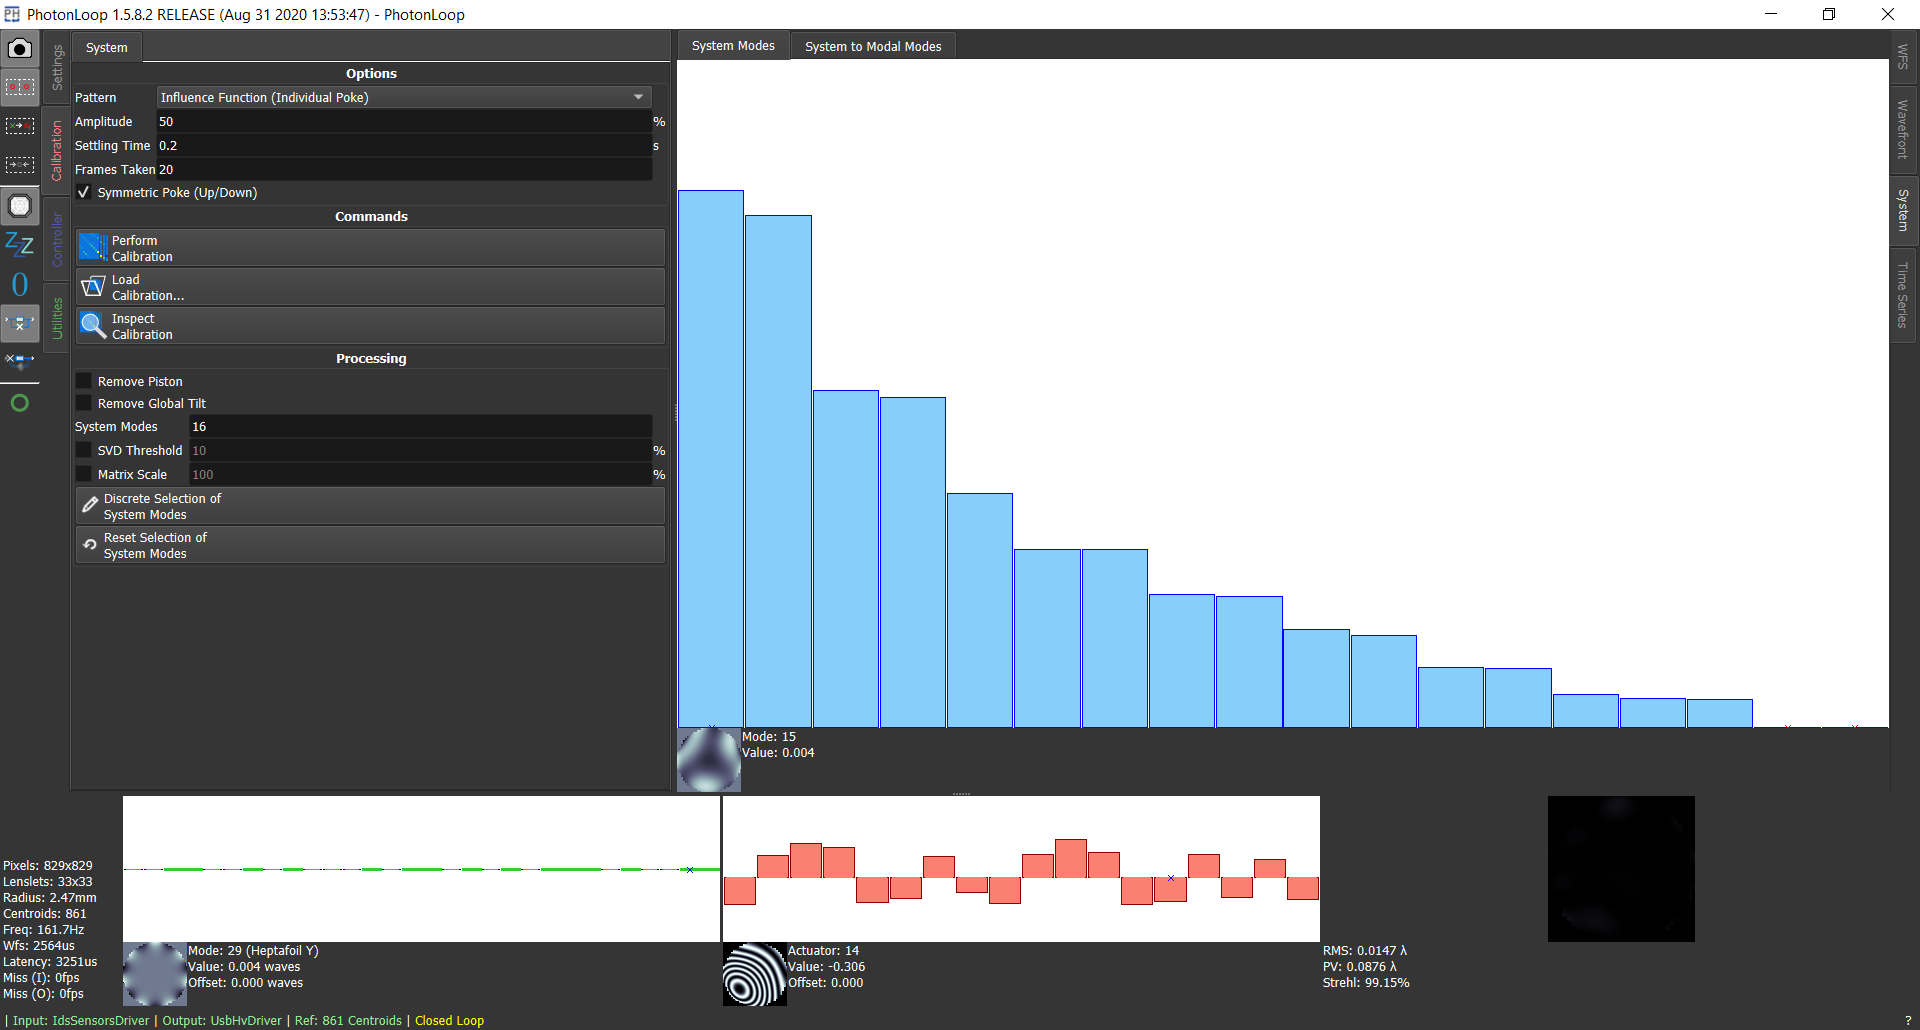 PhotonLoop 1.5.8.2 RELEASE (Aug 31 2020 13:53:47) - PhotonLoop
Settings
Calibration
Controller
Utilities
System
Options
Pattern Influence Function (Individual Poke)
Amplitude 50 %
Settling Time 0.2 s
Frames Taken 20
Symmetric Poke (Up/Down)
Commands
Perform
Calibration
Load
Calibration...
Inspect
Calibration
Processing
Remove Piston
Remove Global Tilt
System Modes 16
SVD Threshold 10 %
Matrix Scale 100 %
Discrete Selection of
System Modes
Reset Selection of
System Modes
System Modes System to Modal Modes
Mode: 15
Value: 0.004
WFS
Wavefront
System
Time Series
Pixels: 829x829
Lenslets: 33x33
Radius: 2.47mm
Centroids: 861
Freq: 161.7Hz
Wfs: 2564us
Latency: 3251us
Miss (I): 0fps
Miss (O): 0fps
Mode: 29 (Heptafoil Y)
Value: 0.004 waves
Offset: 0.000 waves
Actuator: 14
Value: -0.306
Offset: 0.000
RMS: 0.0147 λ
PV: 0.0876 λ
Strehl: 99.15%
| Input: IdsSensorsDriver | Output: UsbHvDriver | Ref: 861 Centroids | Closed Loop ?